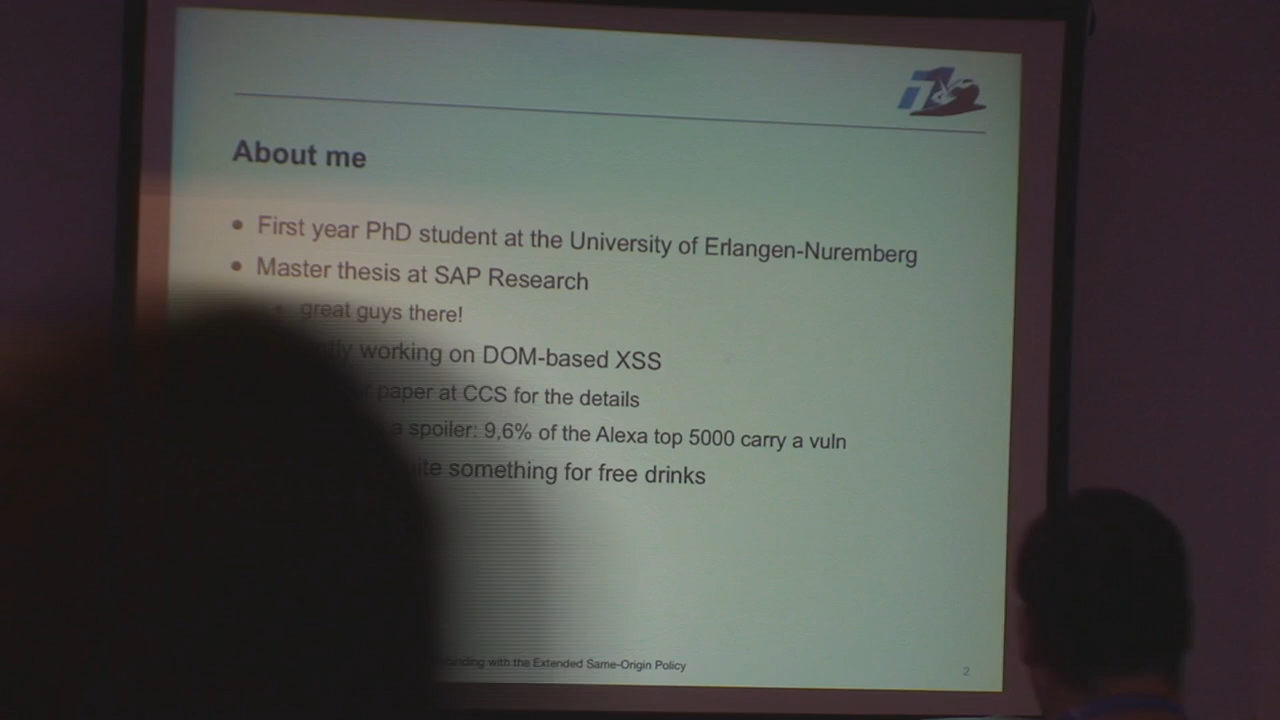 About me
• First year PhD student at the University of Erlangen-Nuremberg
• Master thesis at SAP Research
• great guys there!
working on DOM-based XSS
paper at CCS for the details
a spoiler: 9,6% of the Alexa top 5000 carry a vuln
something for free drinks
with the Extended Same-Origin Policy
2